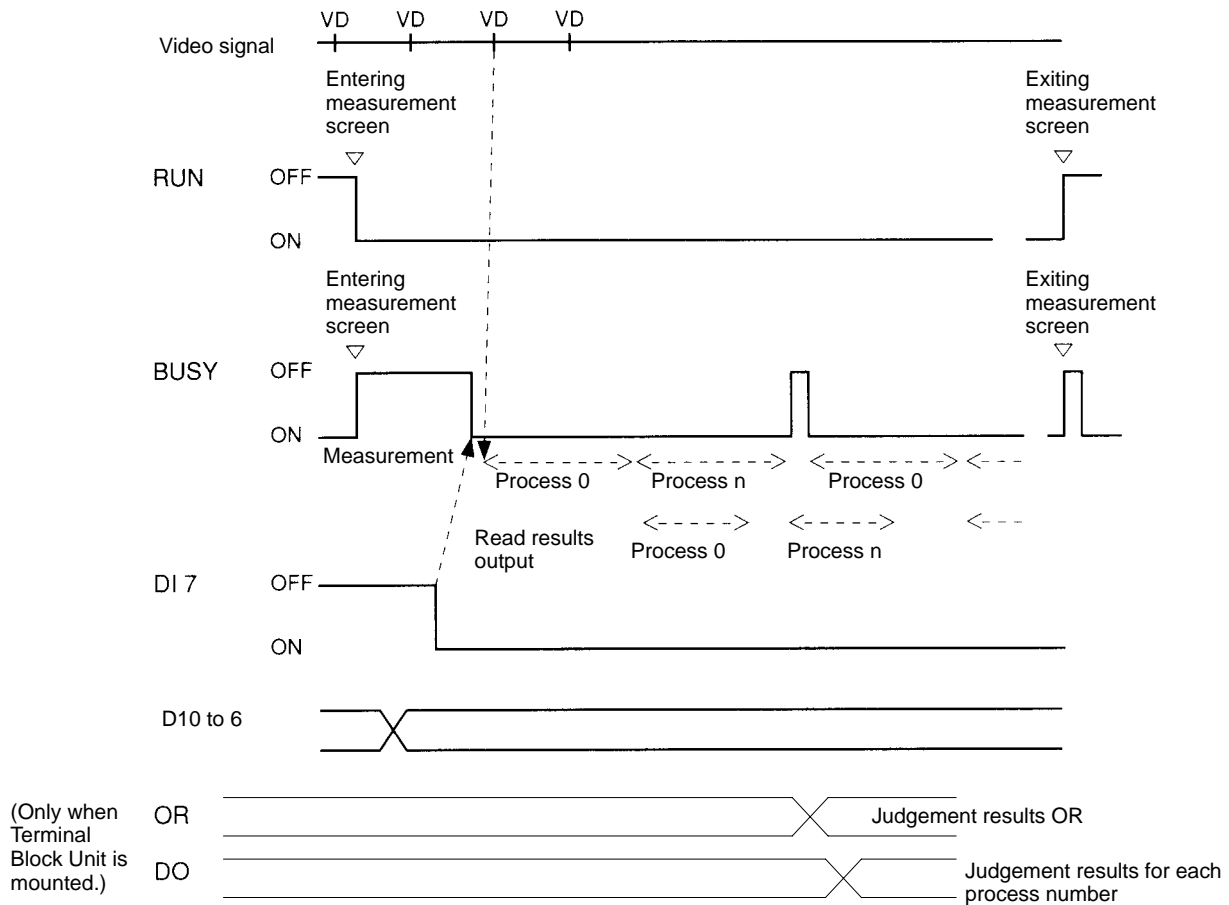 VD VD VD VD
Video signal
Entering
measurement
screen
Exiting
measurement
screen
RUN OFF
ON
Entering
measurement
screen
Exiting
measurement
screen
BUSY OFF
ON
Measurement
Process 0 Process n Process 0
Read results
output
Process 0 Process n
DI 7 OFF
ON
D10 to 6
(Only when
Terminal
Block Unit is
mounted.)
OR Judgement results OR
DO Judgement results for each
process number